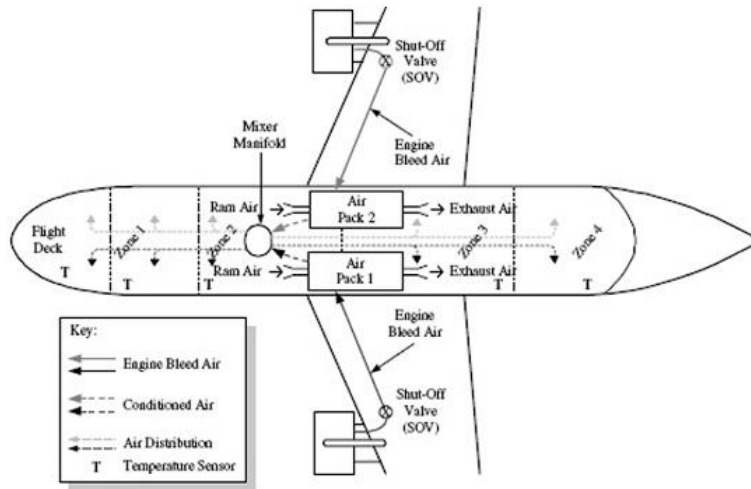 Shut-Off
Valve
(SOV)
Mixer
Manifold
Engine
Bleed Air
Ram Air
Air
Pack 2
Exhaust Air
Flight
Deck
Zone 1
Zone 2
Zone 3
Zone 4
Ram Air
Air
Pack 1
Exhaust Air
T
T
T
T
T
Key:
Engine Bleed Air
Conditioned Air
Air Distribution
T Temperature Sensor
Engine
Bleed Air
Shut-Off
Valve
(SOV)